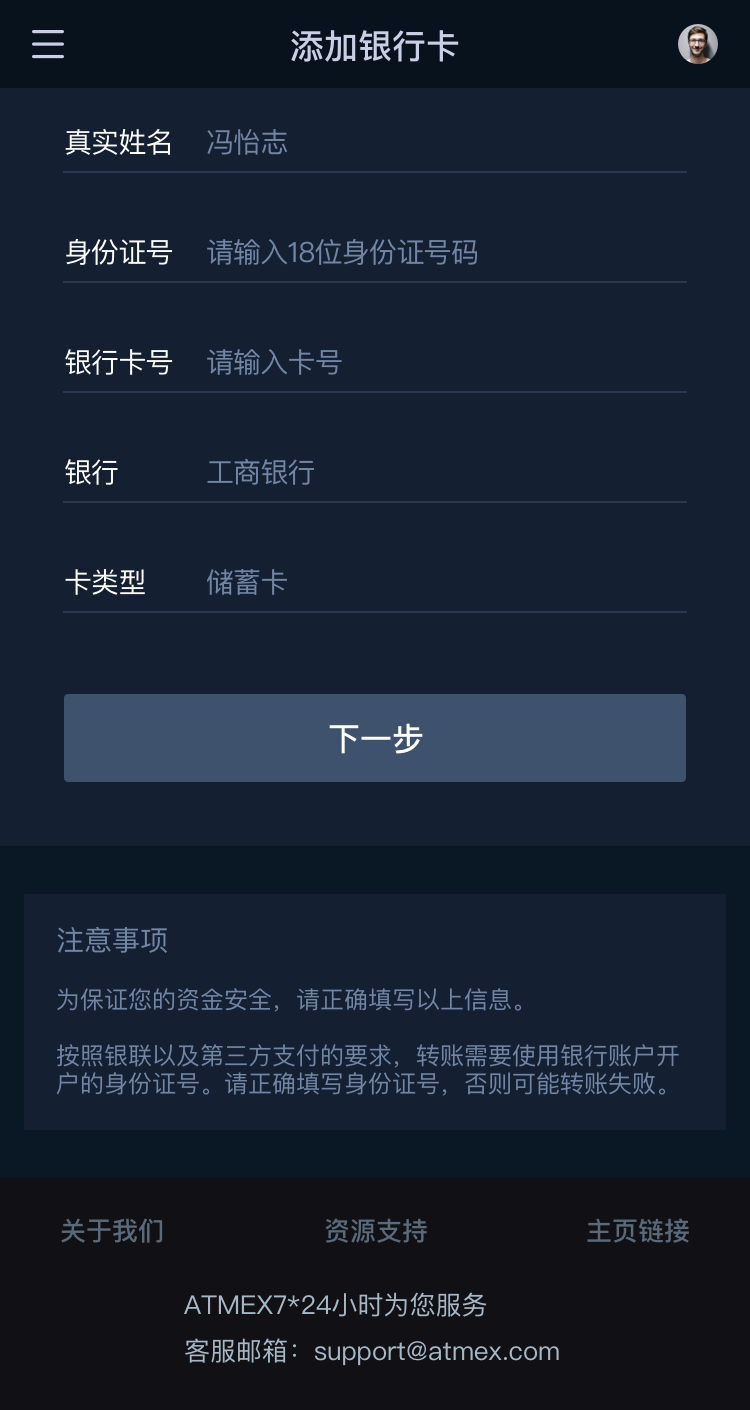 添加银行卡
真实姓名 冯怡志
身份证号 请输入18位身份证号码
银行卡号 请输入卡号
银行 工商银行
卡类型 储蓄卡
下一步
注意事项
为保证您的资金安全，请正确填写以上信息。
按照银联以及第三方支付的要求，转账需要使用银行账户开
户的身份证号。请正确填写身份证号，否则可能转账失败。
关于我们 资源支持 主页链接
ATMEX7*24小时为您服务
客服邮箱：support@atmex.com